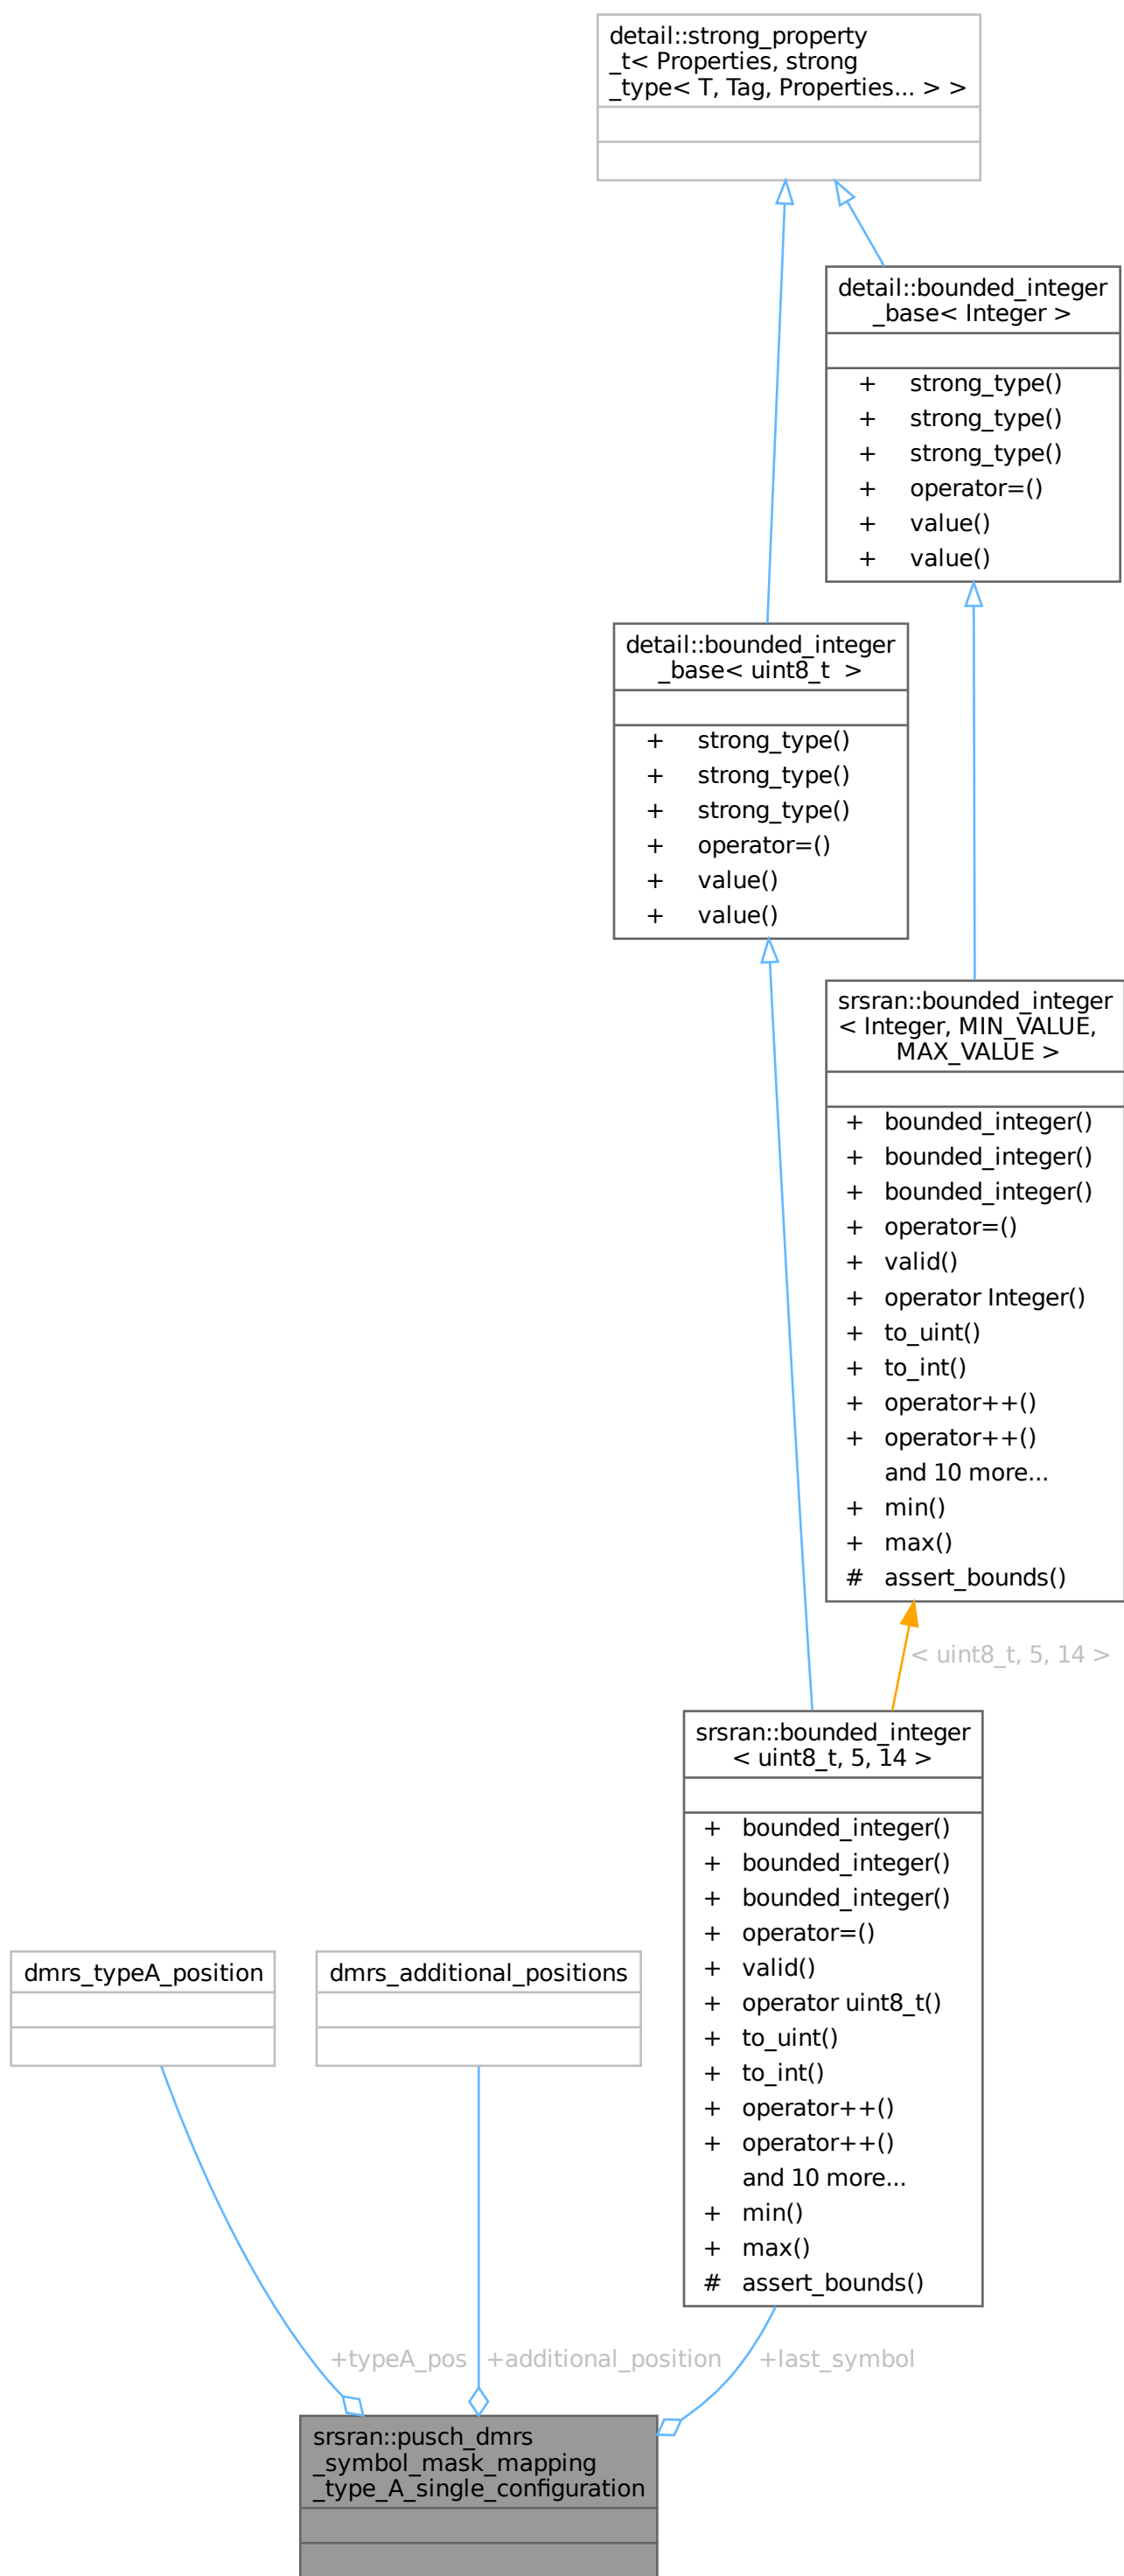 detail::strong_property
_t< Properties, strong
_type< T, Tag, Properties... > >
detail::bounded_integer
_base< Integer >
+ strong_type()
+ strong_type()
+ strong_type()
+ operator=()
+ value()
+ value()
detail::bounded_integer
_base< uint8_t >
+ strong_type()
+ strong_type()
+ strong_type()
+ operator=()
+ value()
+ value()
srsran::bounded_integer
< Integer, MIN_VALUE,
MAX_VALUE >
+ bounded_integer()
+ bounded_integer()
+ bounded_integer()
+ operator=()
+ valid()
+ operator Integer()
+ to_uint()
+ to_int()
+ operator++()
+ operator++()
and 10 more...
+ min()
+ max()
# assert_bounds()
< uint8_t, 5, 14 >
srsran::bounded_integer
< uint8_t, 5, 14 >
+ bounded_integer()
+ bounded_integer()
+ bounded_integer()
+ operator=()
+ valid()
+ operator uint8_t()
+ to_uint()
+ to_int()
+ operator++()
+ operator++()
and 10 more...
+ min()
+ max()
# assert_bounds()
dmrs_typeA_position
dmrs_additional_positions
+typeA_pos
+additional_position
+last_symbol
srsran::pusch_dmrs
_symbol_mask_mapping
_type_A_single_configuration